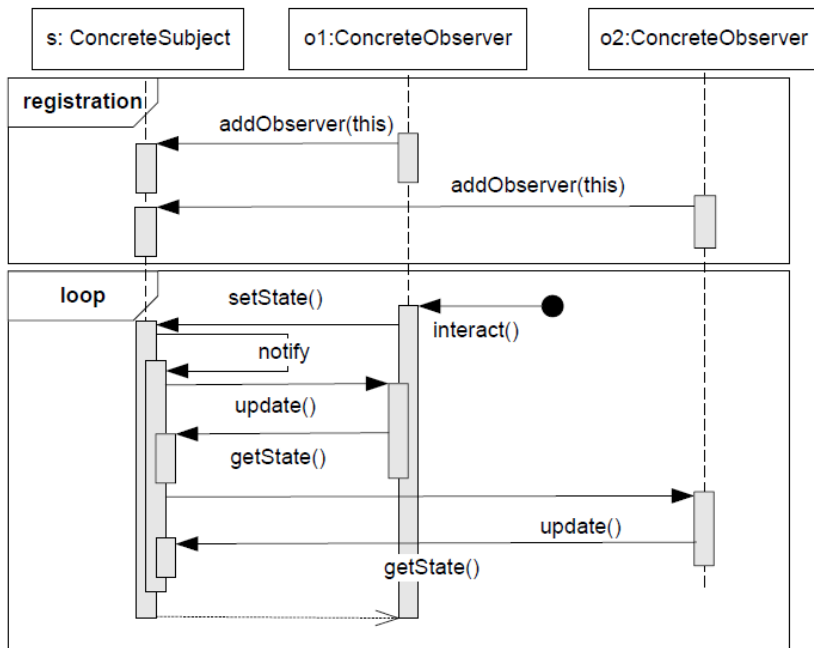 s: ConcreteSubject
o1:ConcreteObserver
o2:ConcreteObserver
registration
addObserver(this)
addObserver(this)
loop
setState()
interact()
notify
update()
getState()
update()
getState()